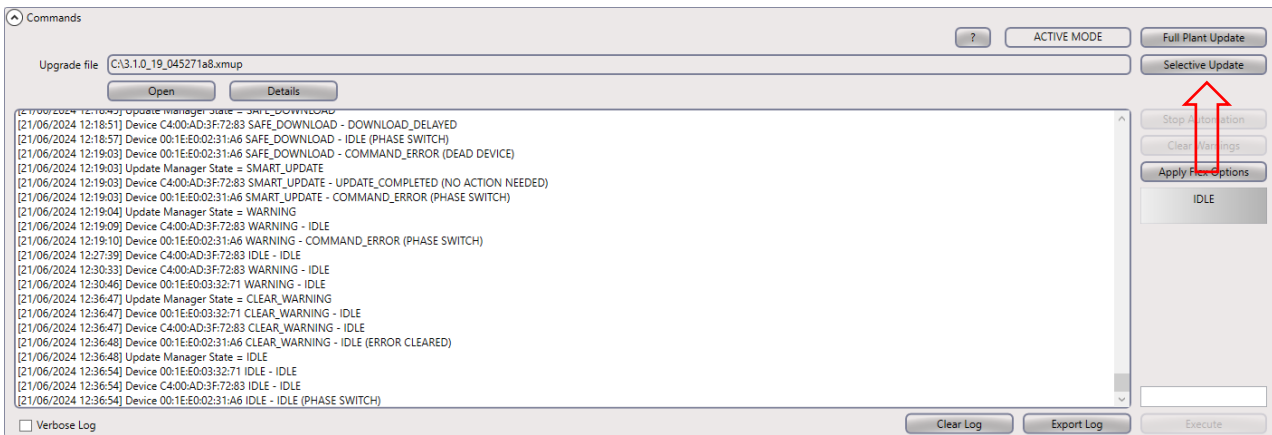 Commands
? ACTIVE MODE Full Plant Update
Upgrade file C:\3.1.0_19_045271a8.xmup Selective Update
Open Details
[21/06/2024 12:18:45] Update Manager State = SAFE_DOWNLOAD
[21/06/2024 12:18:51] Device C4:00:AD:3F:72:83 SAFE_DOWNLOAD - DOWNLOAD_DELAYED
[21/06/2024 12:18:57] Device 00:1E:E0:02:31:A6 SAFE_DOWNLOAD - IDLE (PHASE SWITCH)
[21/06/2024 12:19:03] Device 00:1E:E0:02:31:A6 SAFE_DOWNLOAD - COMMAND_ERROR (DEAD DEVICE)
[21/06/2024 12:19:03] Update Manager State = SMART_UPDATE
[21/06/2024 12:19:03] Device C4:00:AD:3F:72:83 SMART_UPDATE - UPDATE_COMPLETED (NO ACTION NEEDED)
[21/06/2024 12:19:03] Device 00:1E:E0:02:31:A6 SMART_UPDATE - COMMAND_ERROR (PHASE SWITCH)
[21/06/2024 12:19:04] Update Manager State = WARNING
[21/06/2024 12:19:09] Device C4:00:AD:3F:72:83 WARNING - IDLE
[21/06/2024 12:19:10] Device 00:1E:E0:02:31:A6 WARNING - COMMAND_ERROR (PHASE SWITCH)
[21/06/2024 12:27:39] Device C4:00:AD:3F:72:83 IDLE - IDLE
[21/06/2024 12:30:33] Device C4:00:AD:3F:72:83 WARNING - IDLE
[21/06/2024 12:30:46] Device 00:1E:E0:03:32:71 WARNING - IDLE
[21/06/2024 12:36:47] Update Manager State = CLEAR_WARNING
[21/06/2024 12:36:47] Device 00:1E:E0:03:32:71 CLEAR_WARNING - IDLE
[21/06/2024 12:36:47] Device C4:00:AD:3F:72:83 CLEAR_WARNING - IDLE
[21/06/2024 12:36:48] Device 00:1E:E0:02:31:A6 CLEAR_WARNING - IDLE (ERROR CLEARED)
[21/06/2024 12:36:48] Update Manager State = IDLE
[21/06/2024 12:36:54] Device 00:1E:E0:03:32:71 IDLE - IDLE
[21/06/2024 12:36:54] Device C4:00:AD:3F:72:83 IDLE - IDLE
[21/06/2024 12:36:54] Device 00:1E:E0:02:31:A6 IDLE - IDLE (PHASE SWITCH)
Stop Automation
Clear Warnings
Apply Flex Options
IDLE
Verbose Log Clear Log Export Log Execute